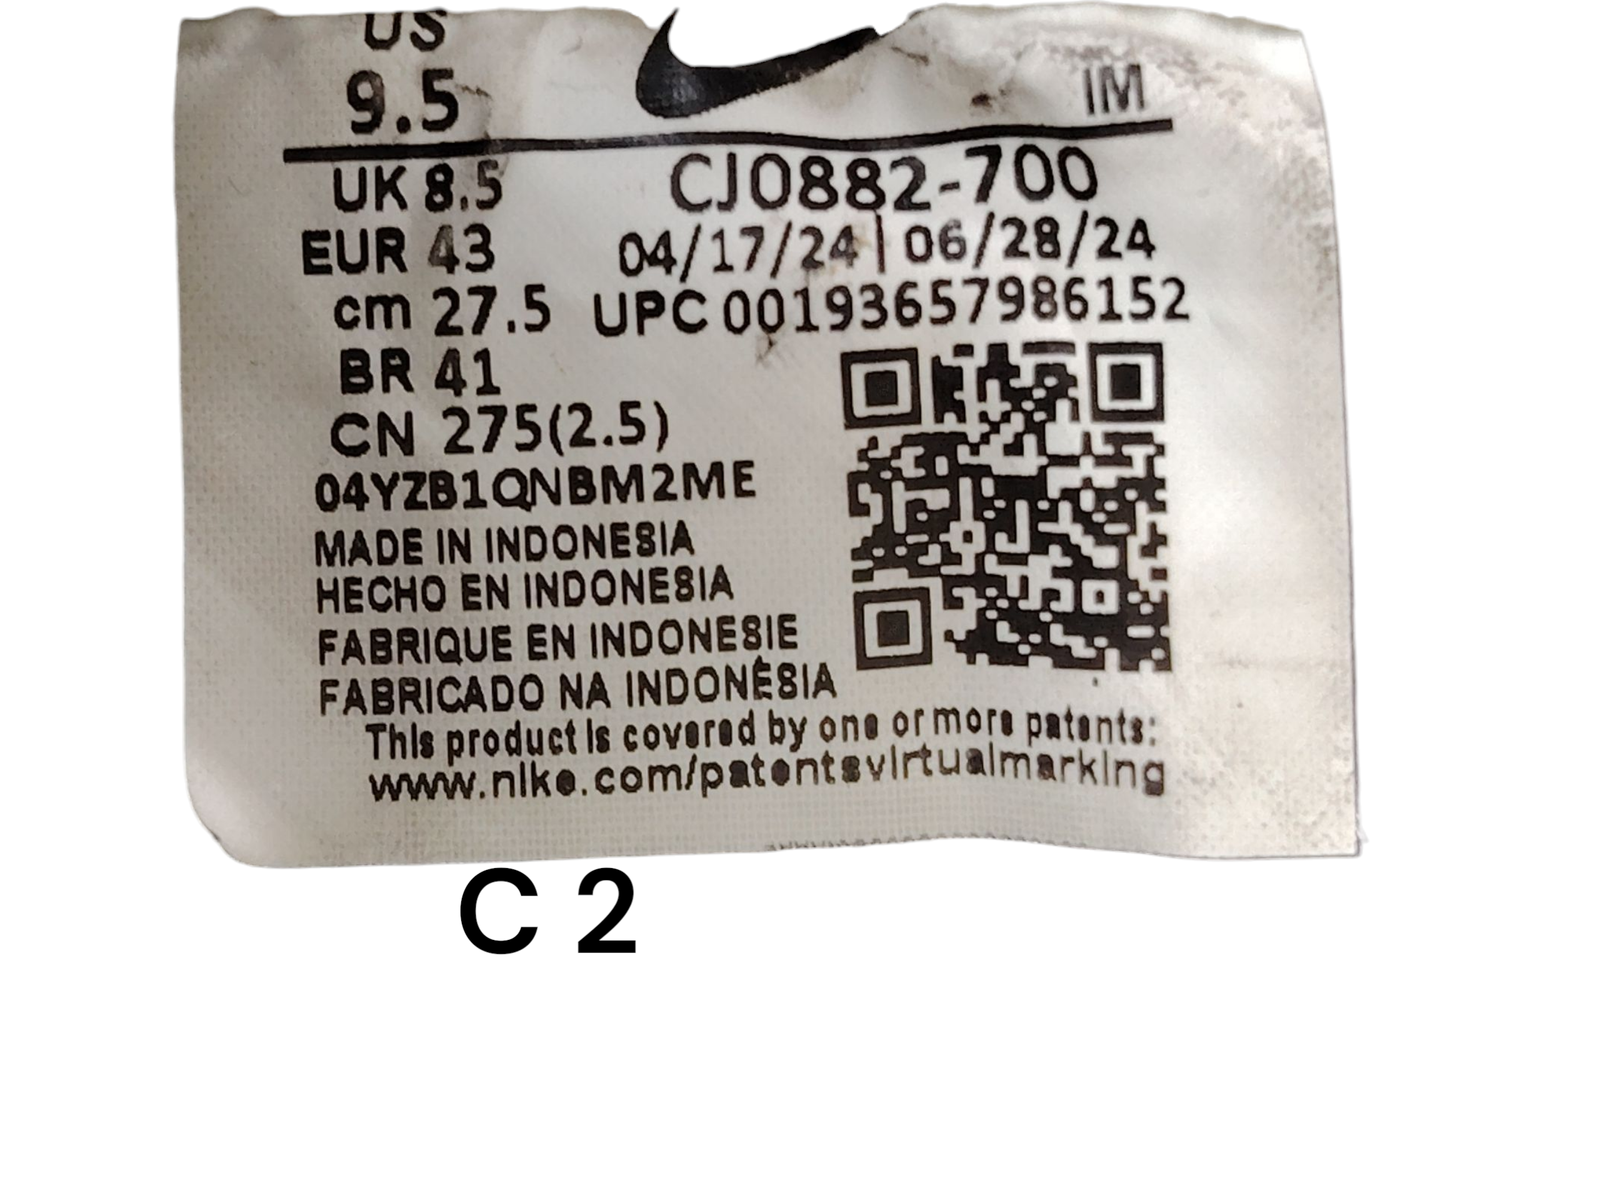 US
9.5
IM
UK 8.5
CJ0882-700
EUR 43
04/17/24 | 06/28/24
cm 27.5
UPC 00193657986152
BR 41
CN 275(2.5)
04YZB1QNBM2ME
MADE IN INDONESIA
HECHO EN INDONESIA
FABRIQUE EN INDONESIE
FABRICADO NA INDONÉSIA
This product is covered by one or more patents:
www.nike.com/patentsvirtualmarking
C 2